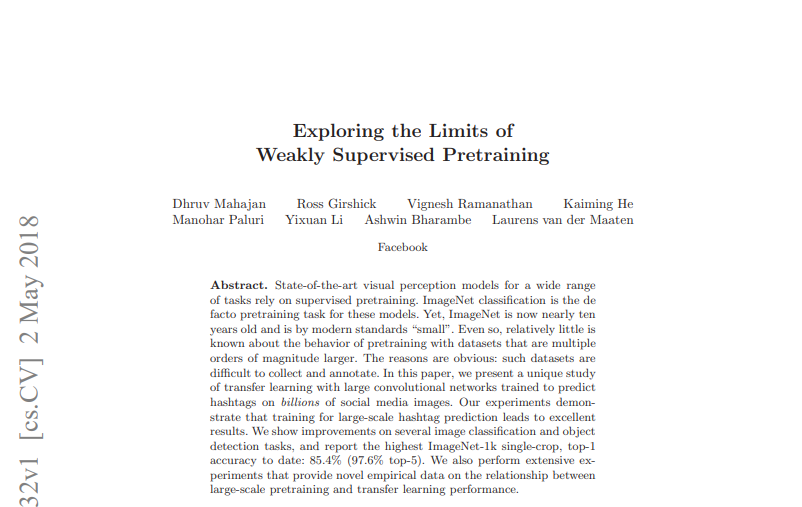 Exploring the Limits of
Weakly Supervised Pretraining
Dhruv Mahajan Ross Girshick Vignesh Ramanathan Kaiming He
Manohar Paluri Yixuan Li Ashwin Bharambe Laurens van der Maaten
Facebook
Abstract. State-of-the-art visual perception models for a wide range
of tasks rely on supervised pretraining. ImageNet classification is the de
facto pretraining task for these models. Yet, ImageNet is now nearly ten
years old and is by modern standards “small”. Even so, relatively little is
known about the behavior of pretraining with datasets that are multiple
orders of magnitude larger. The reasons are obvious: such datasets are
difficult to collect and annotate. In this paper, we present a unique study
of transfer learning with large convolutional networks trained to predict
hashtags on billions of social media images. Our experiments demon-
strate that training for large-scale hashtag prediction leads to excellent
results. We show improvements on several image classification and object
detection tasks, and report the highest ImageNet-1k single-crop, top-1
accuracy to date: 85.4% (97.6% top-5). We also perform extensive ex-
periments that provide novel empirical data on the relationship between
large-scale pretraining and transfer learning performance.
32v1 [cs.CV] 2 May 2018